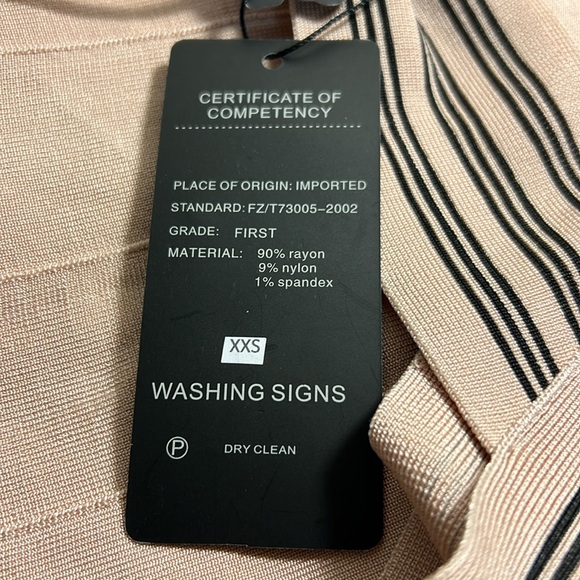 CERTIFICATE OF
COMPETENCY
PLACE OF ORIGIN: IMPORTED
STANDARD: FZ/T73005-2002
GRADE: FIRST
MATERIAL: 90% rayon
9% nylon
1% spandex
XXS
WASHING SIGNS
P DRY CLEAN